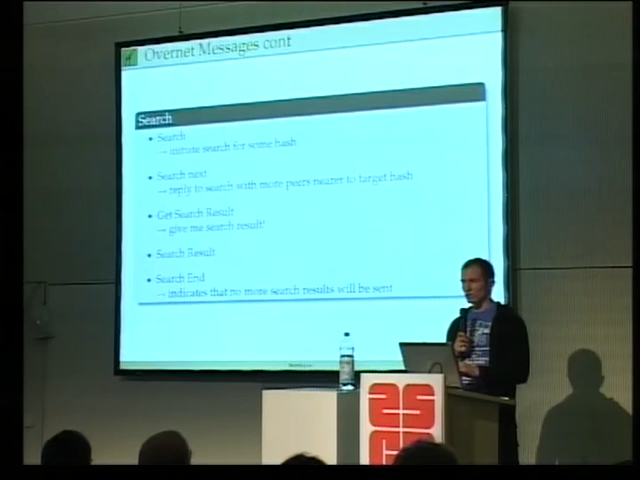 Overnet Messages cont
Search
• Search
→ initiate search for some hash
• Search next
→ reply to search with more peers nearer to target hash
• Get Search Result
→ give me search result!
• Search Result
• Search End
→ indicates that no more search results will be sent
25